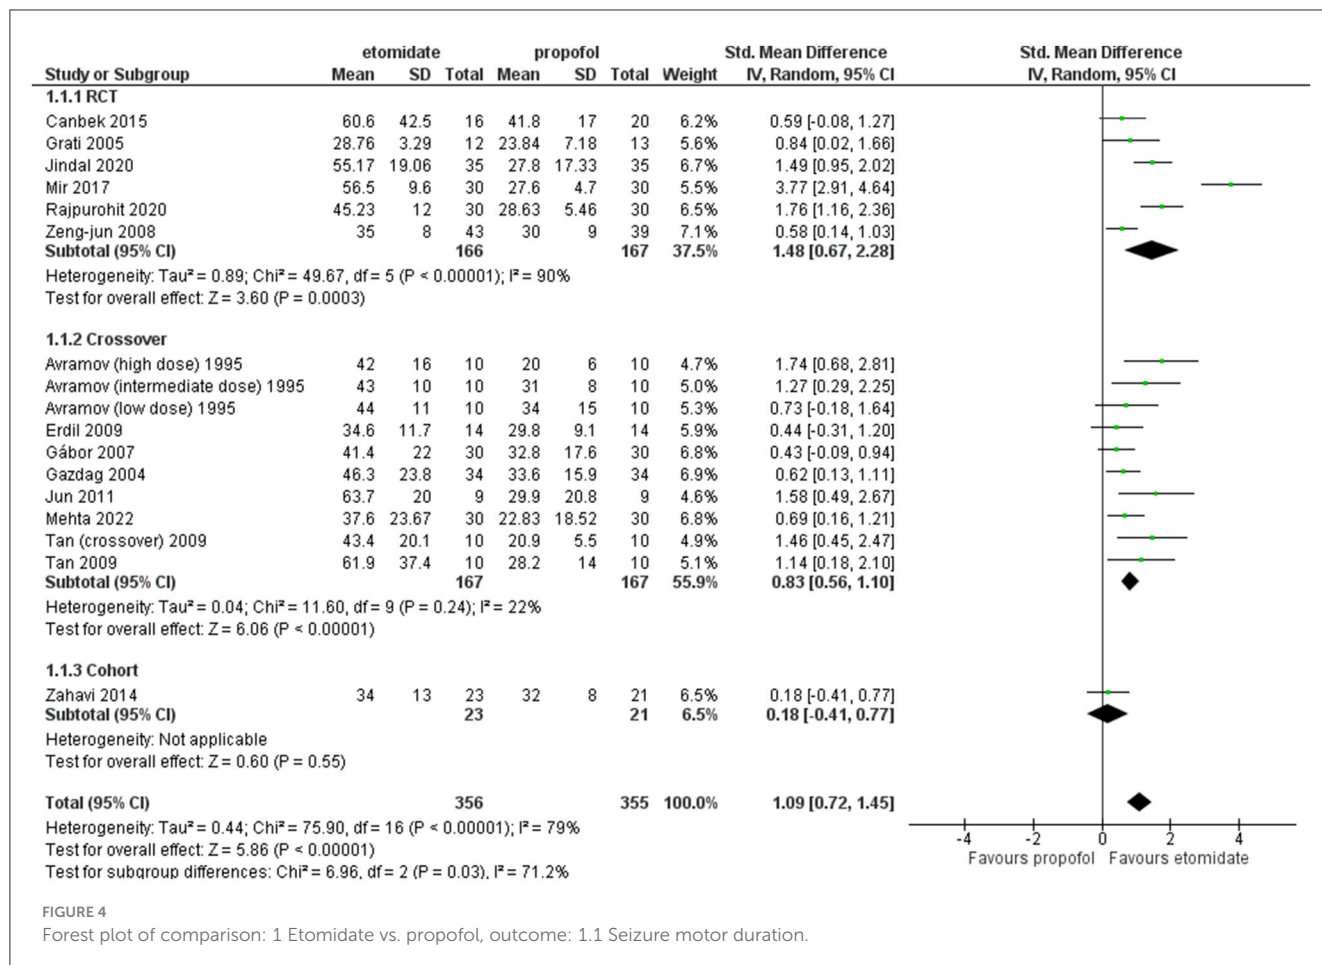 etomidate propofol Std. Mean Difference Std. Mean Difference
Study or Subgroup Mean SD Total Mean SD Total Weight IV, Random, 95% CI IV, Random, 95% CI
1.1.1 RCT
Canbek 2015 60.6 42.5 16 41.8 17 20 6.2% 0.59 [-0.08, 1.27]
Grati 2005 28.76 3.29 12 23.84 7.18 13 5.6% 0.84 [0.02, 1.66]
Jindal 2020 55.17 19.06 35 27.8 17.33 35 6.7% 1.49 [0.95, 2.02]
Mir 2017 56.5 9.6 30 27.6 4.7 30 5.5% 3.77 [2.91, 4.64]
Rajpurohit 2020 45.23 12 30 28.63 5.46 30 6.5% 1.76 [1.16, 2.36]
Zeng-jun 2008 35 8 43 30 9 39 7.1% 0.58 [0.14, 1.03]
Subtotal (95% CI) 166 167 37.5% 1.48 [0.67, 2.28]
Heterogeneity: Tau² = 0.89; Chi² = 49.67, df = 5 (P < 0.00001); I² = 90%
Test for overall effect: Z = 3.60 (P = 0.0003)
1.1.2 Crossover
Avramov (high dose) 1995 42 16 10 20 6 10 4.7% 1.74 [0.68, 2.81]
Avramov (intermediate dose) 1995 43 10 10 31 8 10 5.0% 1.27 [0.29, 2.25]
Avramov (low dose) 1995 44 11 10 34 15 10 5.3% 0.73 [-0.18, 1.64]
Erdil 2009 34.6 11.7 14 29.8 9.1 14 5.9% 0.44 [-0.31, 1.20]
Gábor 2007 41.4 22 30 32.8 17.6 30 6.8% 0.43 [-0.09, 0.94]
Gazdag 2004 46.3 23.8 34 33.6 15.9 34 6.9% 0.62 [0.13, 1.11]
Jun 2011 63.7 20 9 29.9 20.8 9 4.6% 1.58 [0.49, 2.67]
Mehta 2022 37.6 23.67 30 22.83 18.52 30 6.8% 0.69 [0.16, 1.21]
Tan (crossover) 2009 43.4 20.1 10 20.9 5.5 10 4.9% 1.46 [0.45, 2.47]
Tan 2009 61.9 37.4 10 28.2 14 10 5.1% 1.14 [0.18, 2.10]
Subtotal (95% CI) 167 167 55.9% 0.83 [0.56, 1.10]
Heterogeneity: Tau² = 0.04; Chi² = 11.60, df = 9 (P = 0.24); I² = 22%
Test for overall effect: Z = 6.06 (P < 0.00001)
1.1.3 Cohort
Zahavi 2014 34 13 23 32 8 21 6.5% 0.18 [-0.41, 0.77]
Subtotal (95% CI) 23 21 6.5% 0.18 [-0.41, 0.77]
Heterogeneity: Not applicable
Test for overall effect: Z = 0.60 (P = 0.55)
Total (95% CI) 356 355 100.0% 1.09 [0.72, 1.45]
Heterogeneity: Tau² = 0.44; Chi² = 75.90, df = 16 (P < 0.00001); I² = 79%
Test for overall effect: Z = 5.86 (P < 0.00001)
Test for subgroup differences: Chi² = 6.96, df = 2 (P = 0.03), I² = 71.2%
-4 -2 0 2 4
Favours propofol Favours etomidate
FIGURE 4
Forest plot of comparison: 1 Etomidate vs. propofol, outcome: 1.1 Seizure motor duration.